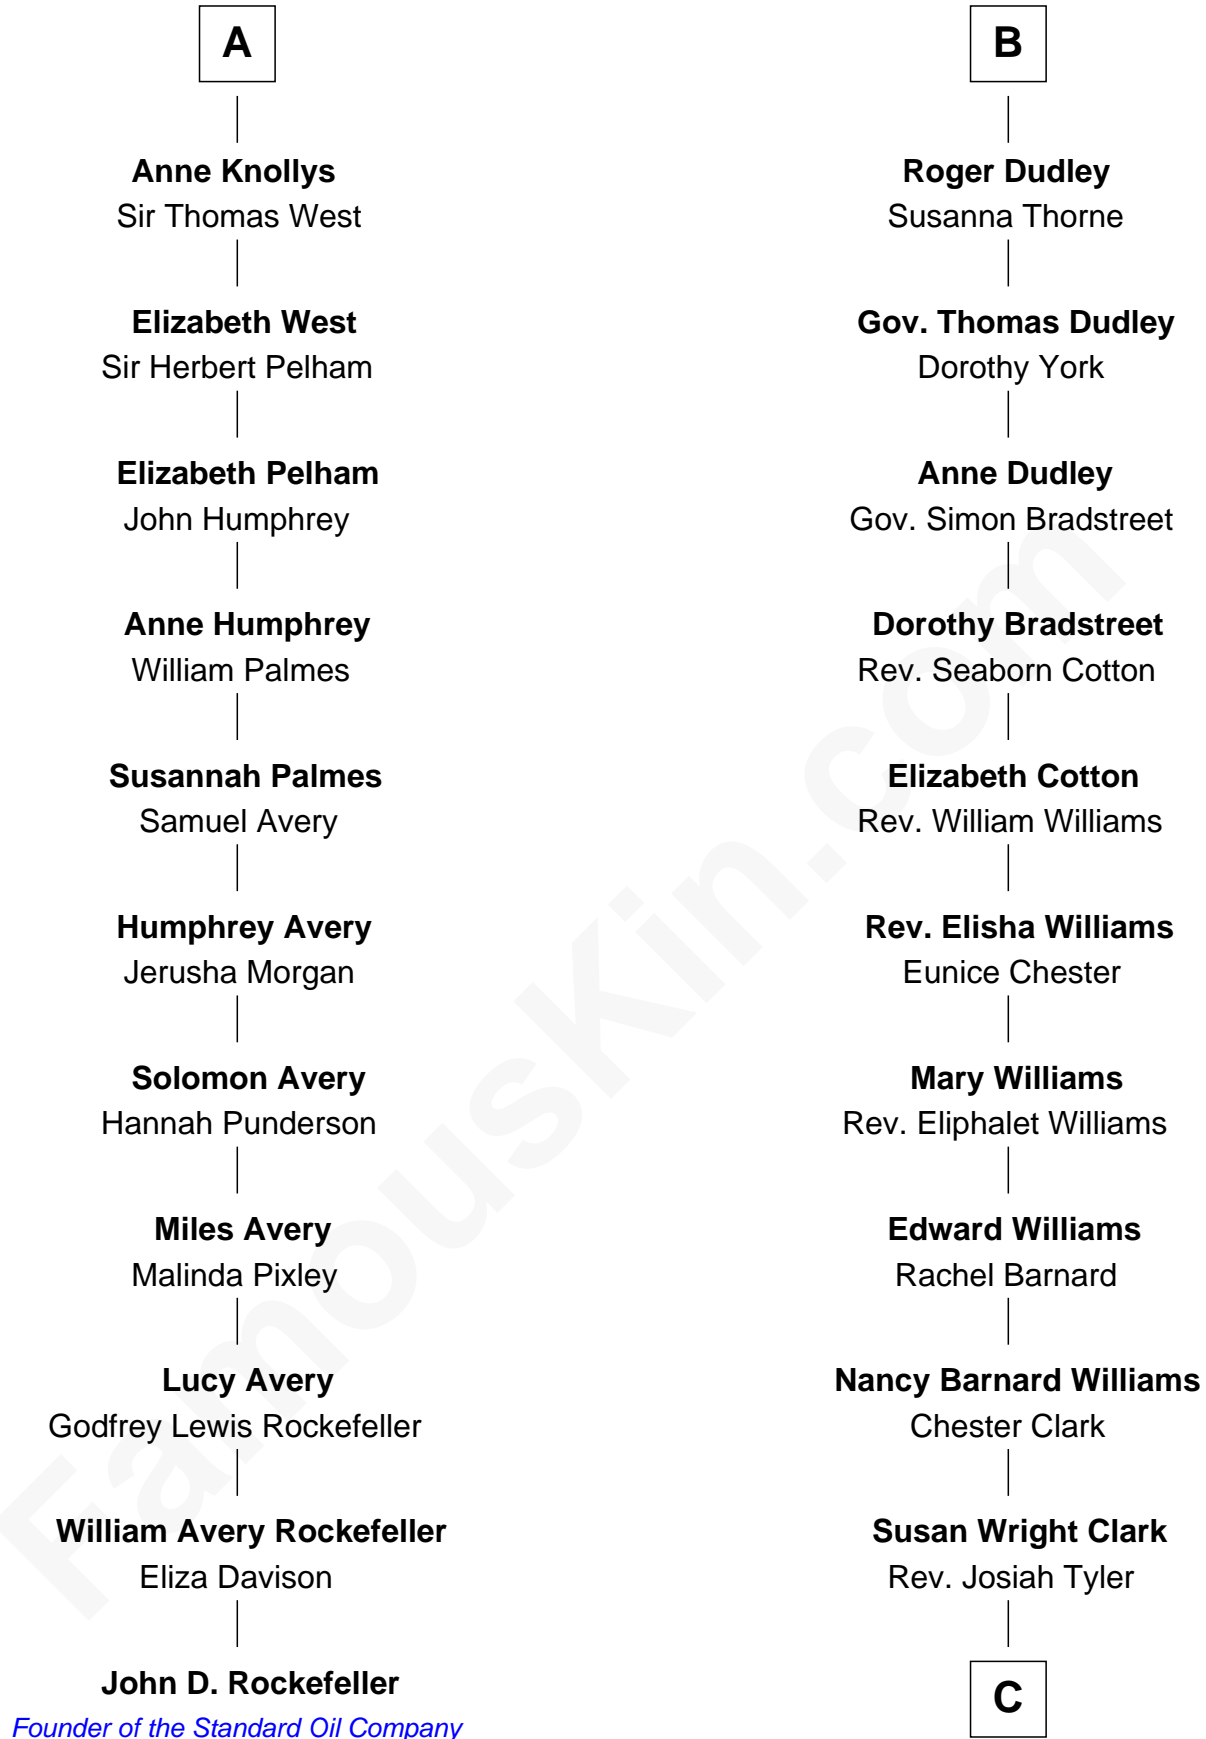 A
Anne Knollys
Sir Thomas West
Elizabeth West
Sir Herbert Pelham
Elizabeth Pelham
John Humphrey
Anne Humphrey
William Palmes
Susannah Palmes
Samuel Avery
Humphrey Avery
Jerusha Morgan
Solomon Avery
Hannah Punderson
Miles Avery
Malinda Pixley
Lucy Avery
Godfrey Lewis Rockefeller
William Avery Rockefeller
Eliza Davison
John D. Rockefeller
Founder of the Standard Oil Company
B
Roger Dudley
Susanna Thorne
Gov. Thomas Dudley
Dorothy York
Anne Dudley
Gov. Simon Bradstreet
Dorothy Bradstreet
Rev. Seaborn Cotton
Elizabeth Cotton
Rev. William Williams
Rev. Elisha Williams
Eunice Chester
Mary Williams
Rev. Eliphalet Williams
Edward Williams
Rachel Barnard
Nancy Barnard Williams
Chester Clark
Susan Wright Clark
Rev. Josiah Tyler
C
FamousKin.com